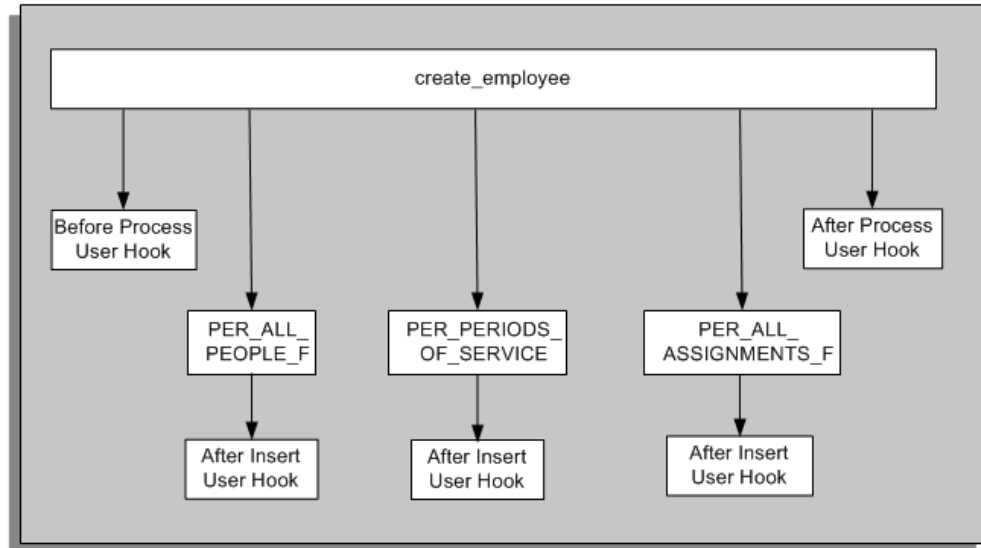 create_employee
Before Process
User Hook
After Process
User Hook
PER_ALL_
PEOPLE_F
PER_PERIODS_
OF_SERVICE
PER_ALL_
ASSIGNMENTS_F
After Insert
User Hook
After Insert
User Hook
After Insert
User Hook